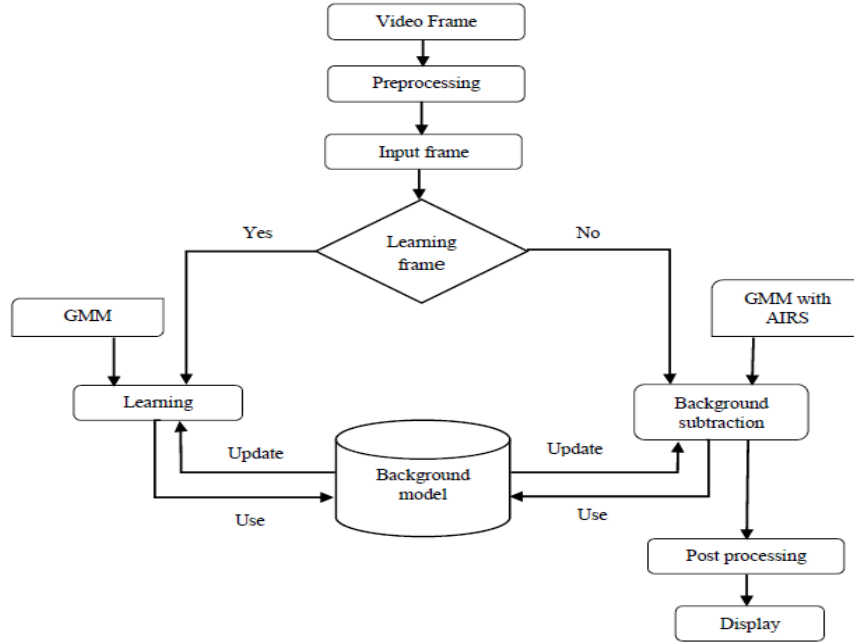 Video Frame
Preprocessing
Input frame
Yes
No
Learning
frame
GMM
GMM with
AIRS
Learning
Background
subtraction
Update
Update
Background
model
Use
Use
Post processing
Display